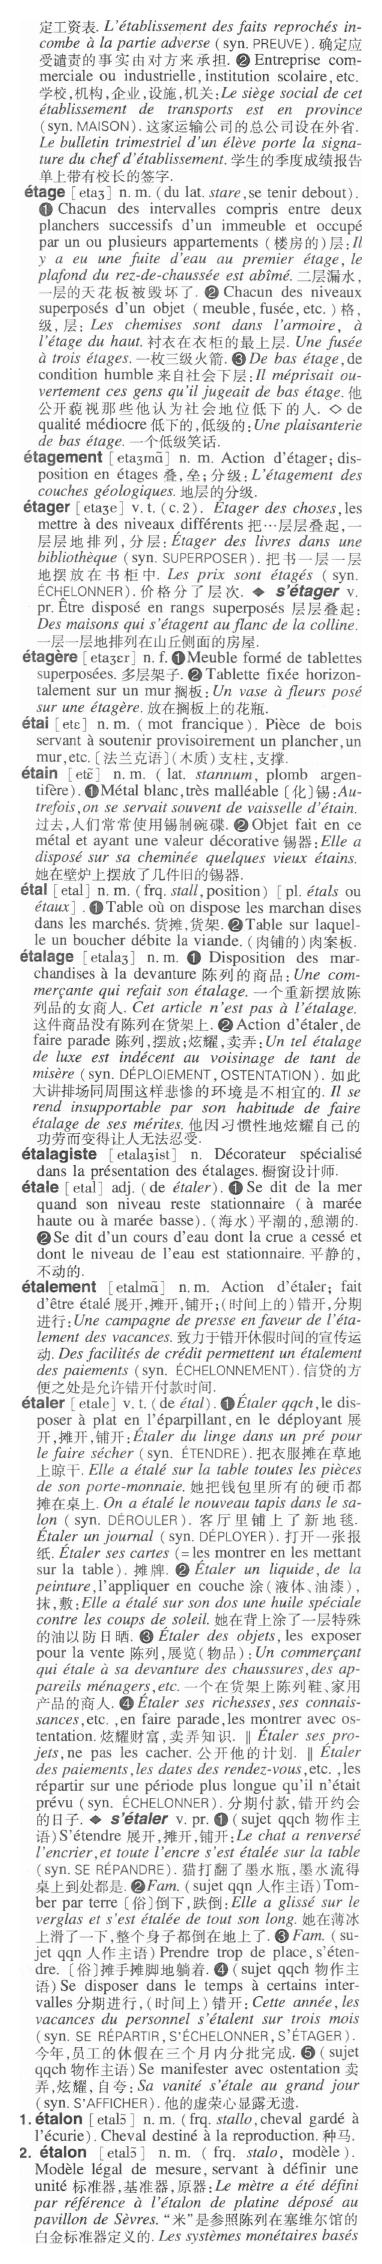 定工资表. L'établissement des faits reprochés in-
combe à la partie adverse (syn. PREUVE). 确定应
受谴责的事实由对方来承担. ❷ Entreprise com-
merciale ou industrielle, institution scolaire, etc.
学校,机构,企业,设施,机关:Le siège social de cet
établissement de transports est en province
(syn. MAISON). 这家运输公司的总公司设在外省.
Le bulletin trimestriel d'un élève porte la signa-
ture du chef d'établissement. 学生的季度成绩报告
单上带有校长的签字.
étage [etaʒ] n. m. (du lat. stare, se tenir debout).
❶ Chacun des intervalles compris entre deux
planchers successifs d'un immeuble et occupé
par un ou plusieurs appartements (楼房的)层:Il
y a eu une fuite d'eau au premier étage, le
plafond du rez-de-chaussée est abîmé. 二层漏水,
一层的天花板被毁坏了. ❷ Chacun des niveaux
superposés d'un objet (meuble, fusée, etc.) 格,
级,层: Les chemises sont dans l'armoire, à
l'étage du haut. 衬衣在衣柜的最上层. Une fusée
à trois étages. 一枚三级火箭. ❸ De bas étage, de
condition humble 来自社会下层:Il méprisait ou-
vertement ces gens qu'il jugeait de bas étage. 他
公开藐视那些他认为社会地位低下的人. ◇ de
qualité médiocre 低下的,低级的:Une plaisanterie
de bas étage. 一个低级笑话.
étagement [etaʒmɑ̃] n. m. Action d'étager; dis-
position en étages 叠,垒;分级:L'étagement des
couches géologiques. 地层的分级.
étager [etaʒe] v. t. (c. 2). Étager des choses, les
mettre à des niveaux différents 把…层层叠起,一
层层地排列,分层:Étager des livres dans une
bibliothèque (syn. SUPERPOSER). 把书一层一层
地摆放在书柜中. Les prix sont étagés (syn.
ÉCHELONNER). 价格分了层次. ◆ s'étager v.
pr. Être disposé en rangs superposés 层层叠起:
Des maisons qui s'étagent au flanc de la colline.
一层一层地排列在山丘侧面的房屋.
étagère [etaʒɛr] n. f. ❶ Meuble formé de tablettes
superposées. 多层架子. ❷ Tablette fixée horizon-
talement sur un mur 搁板:Un vase à fleurs posé
sur une étagère. 放在搁板上的花瓶.
étai [etɛ] n. m. (mot francique). Pièce de bois
servant à soutenir provisoirement un plancher, un
mur, etc. [法兰克语](木质)支柱,支撑.
étain [etɛ̃] n. m. (lat. stannum, plomb argen-
tifère). ❶ Métal blanc, très malléable [化]锡:Au-
trefois, on se servait souvent de vaisselle d'étain.
过去,人们常常使用锡制碗碟. ❷ Objet fait en ce
métal et ayant une valeur décorative 锡器:Elle a
disposé sur sa cheminée quelques vieux étains.
她在壁炉上摆放了几件旧的锡器.
étal [etal] n. m. (frq. stall, position) [pl. étals ou
étaux]. ❶ Table où on dispose les marchan dises
dans les marchés. 货摊,货架. ❷ Table sur laquel-
le un boucher débite la viande. (肉铺的)肉案板.
étalage [etalaʒ] n. m. ❶ Disposition des mar-
chandises à la devanture 陈列的商品:Une com-
merçante qui refait son étalage. 一个重新摆放陈
列品的女商人. Cet article n'est pas à l'étalage.
这件商品没有陈列在货架上. ❷ Action d'étaler, de
faire parade 陈列,摆放;炫耀,卖弄:Un tel étalage
de luxe est indécent au voisinage de tant de
misère (syn. DÉPLOIEMENT, OSTENTATION). 如此
大讲排场同周围这样悲惨的环境是不相宜的. Il se
rend insupportable par son habitude de faire
étalage de ses mérites. 他因习惯性地炫耀自己的
功劳而变得让人无法忍受.
étalagiste [etalaʒist] n. Décorateur spécialisé
dans la présentation des étalages. 橱窗设计师.
étale [etal] adj. (de étaler). ❶ Se dit de la mer
quand son niveau reste stationnaire (à marée
haute ou à marée basse). (海水)平潮的,憩潮的.
❷ Se dit d'un cours d'eau dont la crue a cessé et
dont le niveau de l'eau est stationnaire. 平静的,
不动的.
étalement [etalmɑ̃] n. m. Action d'étaler; fait
d'être étalé 展开,摊开,铺开;(时间上的)错开,分期
进行:Une campagne de presse en faveur de l'éta-
lement des vacances. 致力于错开休假时间的宣传运
动. Des facilités de crédit permettent un étalement
des paiements (syn. ÉCHELONNEMENT). 信贷的方
便之处是允许错开付款时间.
étaler [etale] v. t. (de étal). ❶ Étaler qqch, le dis-
poser à plat en l'éparpillant, en le déployant 展
开,摊开,铺开:Étaler du linge dans un pré pour
le faire sécher (syn. ÉTENDRE). 把衣服摊在草地
上晾干. Elle a étalé sur la table toutes les pièces
de son porte-monnaie. 她把钱包里所有的硬币都
摊在桌上. On a étalé le nouveau tapis dans le sa-
lon (syn. DÉROULER). 客厅里铺上了新地毯.
Étaler un journal (syn. DÉPLOYER). 打开一张报
纸. Étaler ses cartes (= les montrer en les mettant
sur la table). 摊牌. ❷ Étaler un liquide, de la
peinture, l'appliquer en couche 涂(液体、油漆),
抹,敷:Elle a étalé sur son dos une huile spéciale
contre les coups de soleil. 她在背上涂了一层特殊
的油以防日晒. ❸ Étaler des objets, les exposer
pour la vente 陈列,展览(物品):Un commerçant
qui étale à sa devanture des chaussures, des ap-
pareils ménagers, etc. 一个在货架上陈列鞋、家用
产品的商人. ❹ Étaler ses richesses, ses connais-
sances, etc., en faire parade, les montrer avec os-
tentation. 炫耀财富,卖弄知识. ‖ Étaler ses pro-
jets, ne pas les cacher. 公开他的计划. ‖ Étaler
des paiements, les dates des rendez-vous, etc., les
répartir sur une période plus longue qu'il n'était
prévu (syn. ÉCHELONNER). 分期付款,错开约会
的日子. ◆ s'étaler v. pr. ❶ (sujet qqch 物作主
语) S'étendre 展开,摊开,铺开:Le chat a renversé
l'encrier, et toute l'encre s'est étalée sur la table
(syn. SE RÉPANDRE). 猫打翻了墨水瓶,墨水流得
桌上到处都是. ❷ Fam. (sujet qqn 人作主语) Tom-
ber par terre [俗]倒下,跌倒:Elle a glissé sur le
verglas et s'est étalée de tout son long. 她在薄冰
上滑了一下,整个身子都倒在地上了. ❸ Fam. (su-
jet qqn 人作主语) Prendre trop de place, s'éten-
dre. [俗]摊手摊脚地躺着. ❹ (sujet qqch 物作主
语) Se disposer dans le temps à certains inter-
valles 分期进行,(时间上)错开:Cette année, les
vacances du personnel s'étalent sur trois mois
(syn. SE RÉPARTIR, S'ÉCHELONNER, S'ÉTAGER).
今年,员工的休假在三个月内分批完成. ❺ (sujet
qqch 物作主语) Se manifester avec ostentation 卖
弄,炫耀,自夸:Sa vanité s'étale au grand jour
(syn. S'AFFICHER). 他的虚荣心显露无遗.
1. étalon [etalɔ̃] n. m. (frq. stallo, cheval gardé à
l'écurie). Cheval destiné à la reproduction. 种马.
2. étalon [etalɔ̃] n. m. (frq. stalo, modèle).
Modèle légal de mesure, servant à définir une
unité 标准器,基准器,原器:Le mètre a été défini
par référence à l'étalon de platine déposé au
pavillon de Sèvres. “米”是参照陈列在塞维尔馆的
白金标准器定义的. Les systèmes monétaires basés